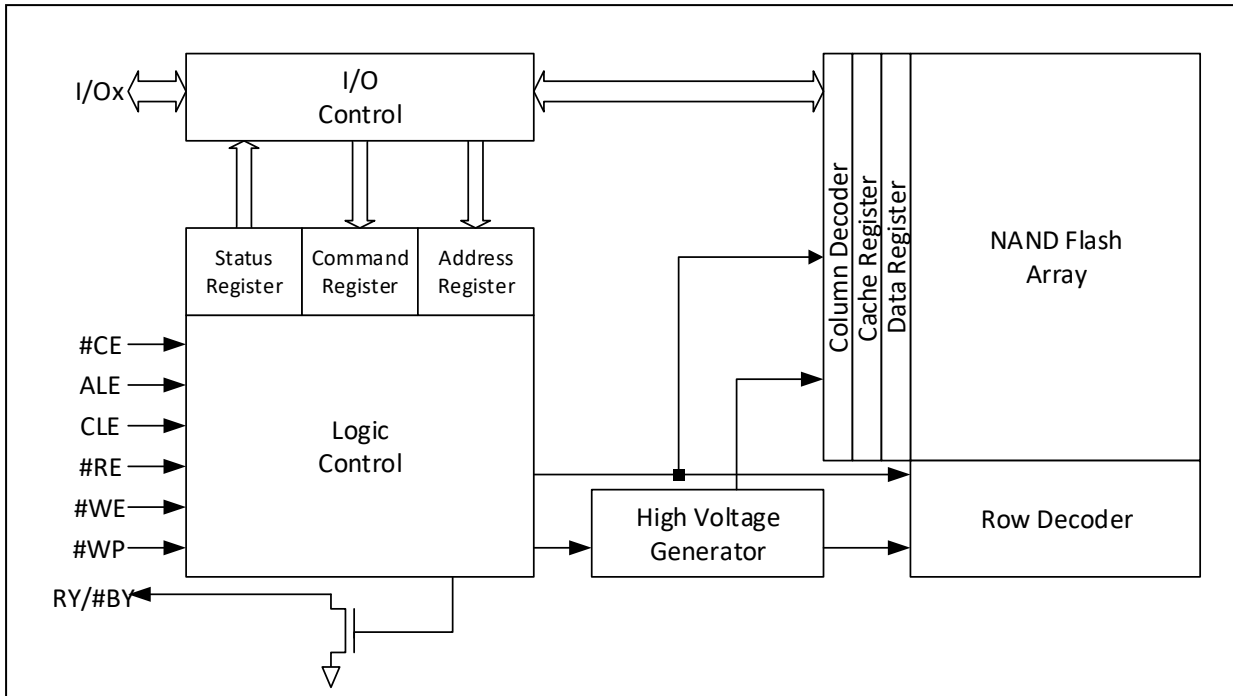 I/Ox
I/O
Control
Status
Register
Command
Register
Address
Register
#CE
ALE
CLE
#RE
#WE
#WP
RY/#BY
Logic
Control
High Voltage
Generator
Column Decoder
Cache Register
Data Register
NAND Flash
Array
Row Decoder